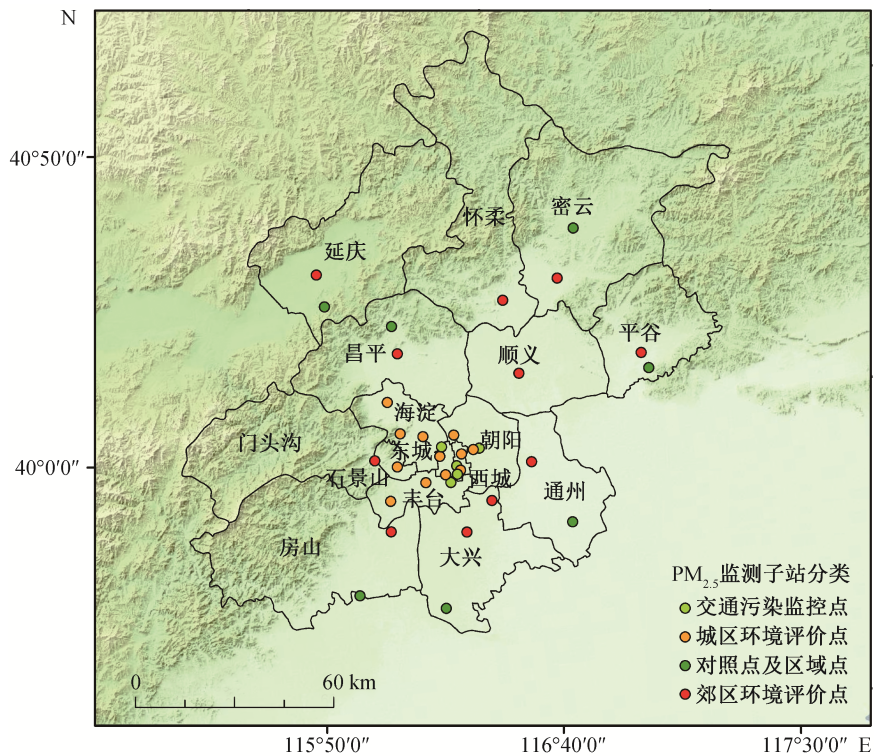 N
40°50′0″
密云
怀柔
延庆
平谷
昌平
顺义
海淀
门头沟
朝阳
东城
40°0′0″
石景山
西城
丰台
通州
房山
大兴
PM2.5监测子站分类
交通污染监控点
城区环境评价点
对照点及区域点
郊区环境评价点
0 60 km
115°50′0″ 116°40′0″ 117°30′0″ E